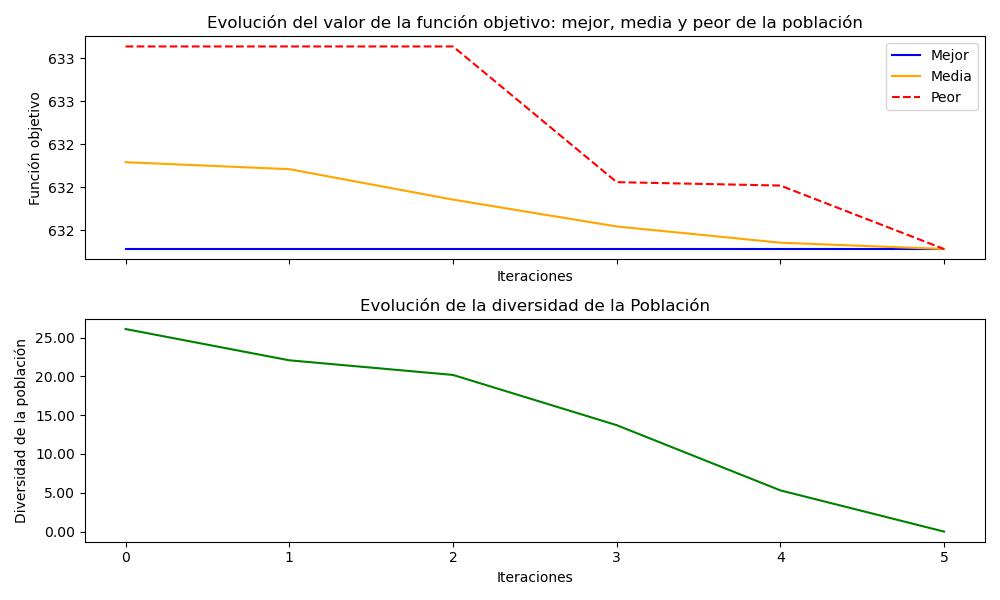 Evolución del valor de la función objetivo: mejor, media y peor de la población
Función objetivo
633
633
632
632
632
Mejor
Media
Peor
Iteraciones
Evolución de la diversidad de la Población
Diversidad de la población
25.00
20.00
15.00
10.00
5.00
0.00
0 1 2 3 4 5
Iteraciones